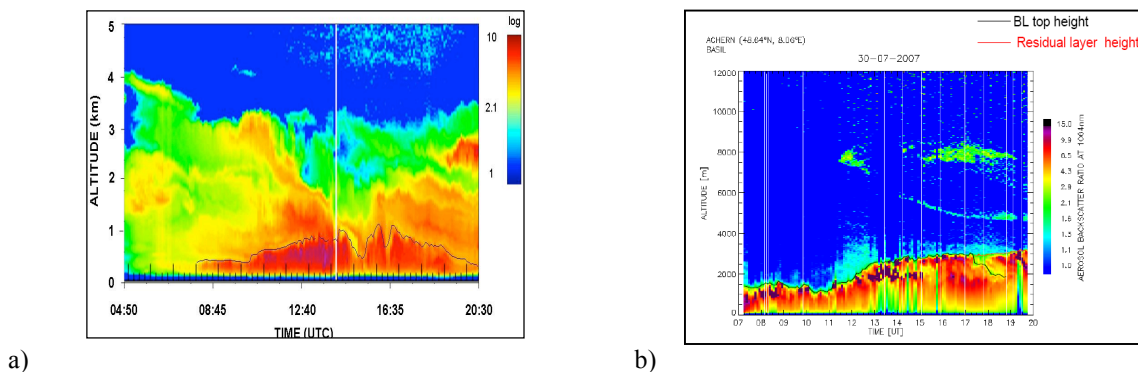 5
4
3
2
1
0
ALTITUDE (km)
04:50
08:45
12:40
16:35
20:30
TIME (UTC)
log
10
2.1
1
a)
BL top height
Residual layer height
ACHERN (48.64°N, 8.06°E)
BASIL
30-07-2007
12000
10000
8000
6000
4000
2000
0
ALTITUDE [m]
07 08 09 10 11 12 13 14 15 16 17 18 19 20
TIME [UT]
15.0
9.9
6.5
4.3
2.9
2.1
1.5
1.1
1.0
AEROSOL BACKSCATTER RATIO AT 1064nm
b)